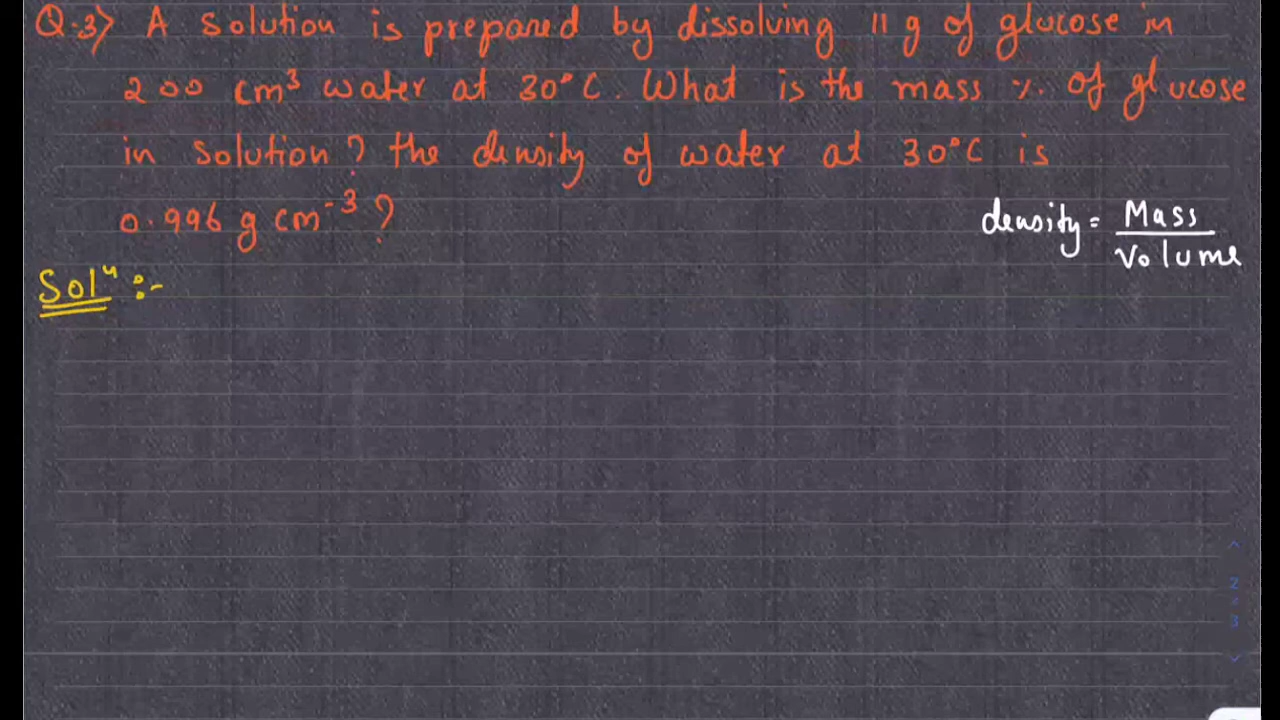 Q.3) A solution is prepared by dissolving 11 g of glucose in
200 cm³ water at 30°C. What is the mass % of glucose
in solution? the density of water at 30°C is
0.996 g cm⁻³ ?
density = Mass
Volume
Solⁿ :-
2
3